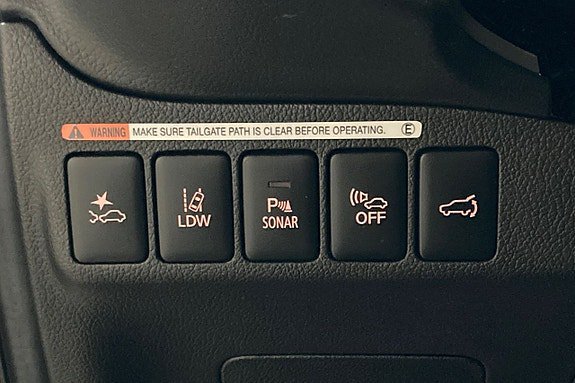 WARNING MAKE SURE TAILGATE PATH IS CLEAR BEFORE OPERATING. E
LDW
P
SONAR
OFF